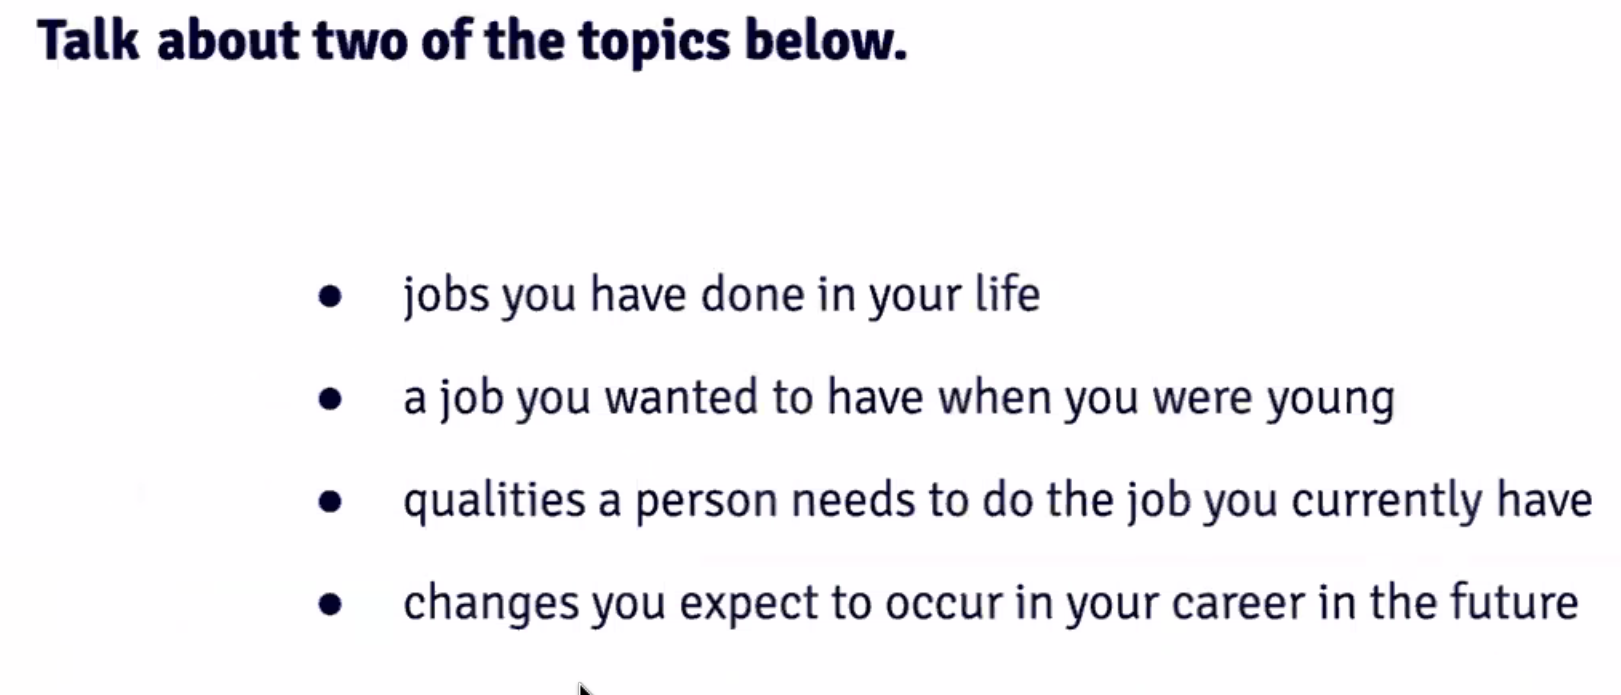 Talk about two of the topics below.
● jobs you have done in your life
● a job you wanted to have when you were young
● qualities a person needs to do the job you currently have
● changes you expect to occur in your career in the future